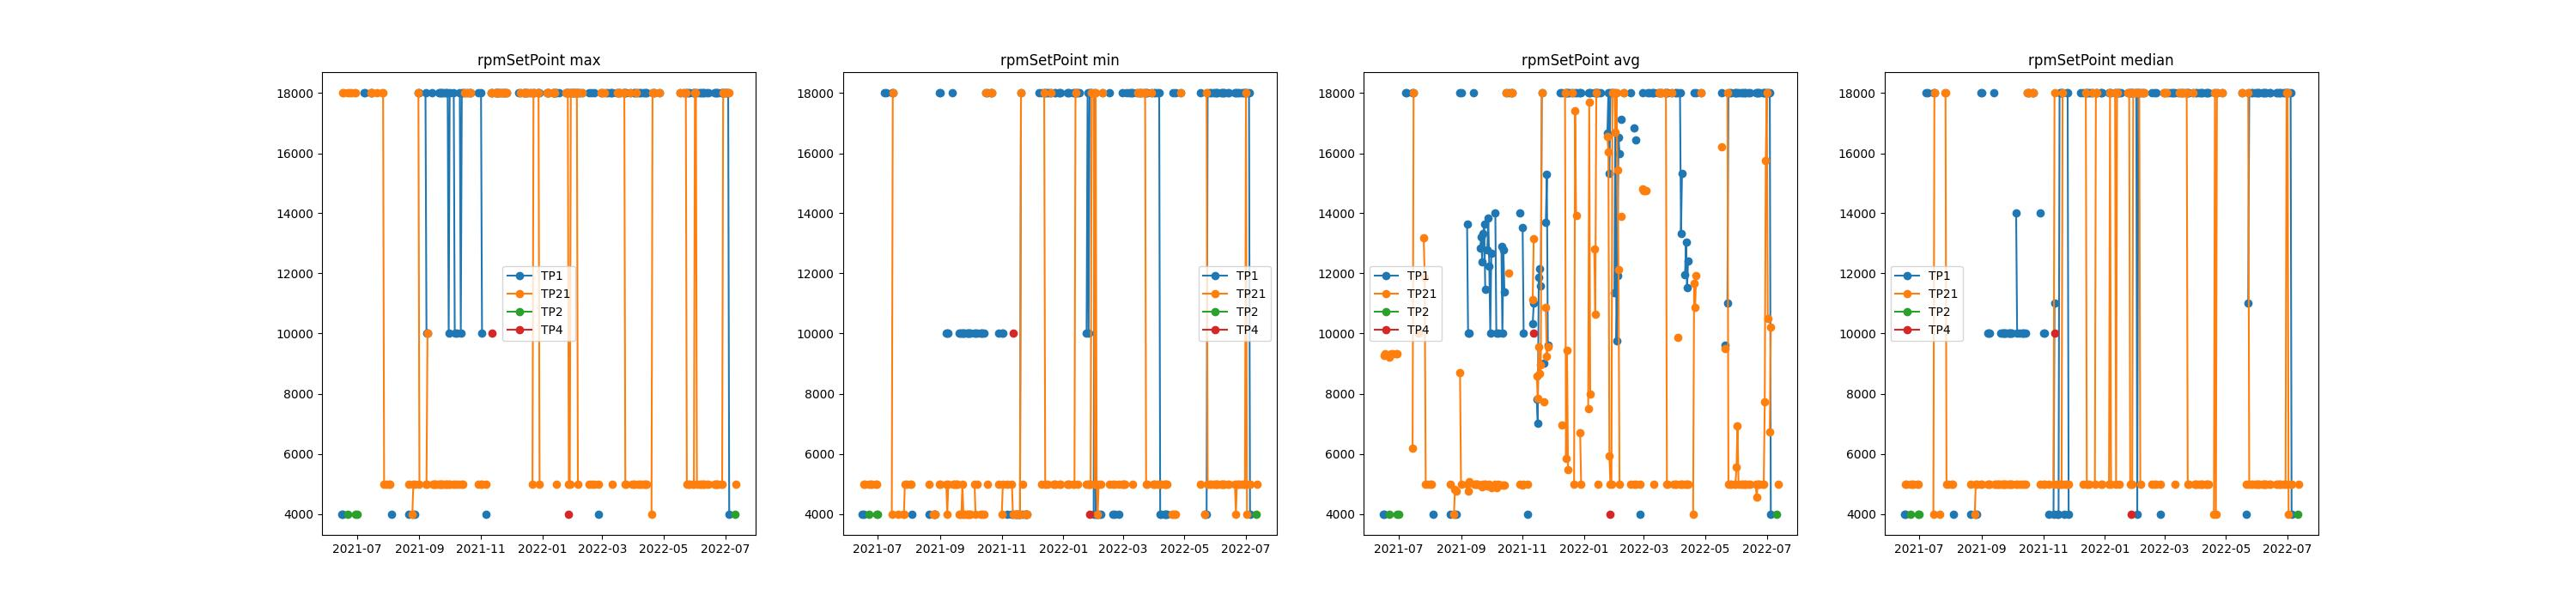 rpmSetPoint max
18000
16000
14000
12000
10000
8000
6000
4000
2021-07 2021-09 2021-11 2022-01 2022-03 2022-05 2022-07
TP1
TP21
TP2
TP4
rpmSetPoint min
18000
16000
14000
12000
10000
8000
6000
4000
2021-07 2021-09 2021-11 2022-01 2022-03 2022-05 2022-07
TP1
TP21
TP2
TP4
rpmSetPoint avg
18000
16000
14000
12000
10000
8000
6000
4000
2021-07 2021-09 2021-11 2022-01 2022-03 2022-05 2022-07
TP1
TP21
TP2
TP4
rpmSetPoint median
18000
16000
14000
12000
10000
8000
6000
4000
2021-07 2021-09 2021-11 2022-01 2022-03 2022-05 2022-07
TP1
TP21
TP2
TP4